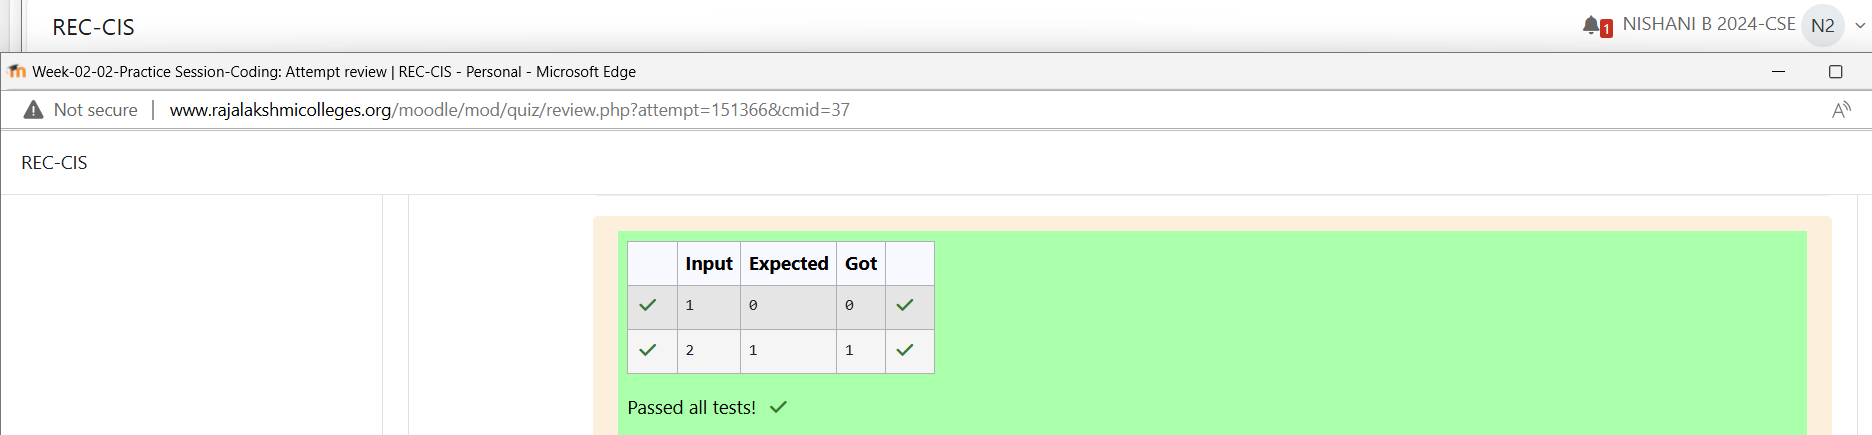 REC-CIS
1 NISHANI B 2024-CSE N2
Week-02-02-Practice Session-Coding: Attempt review | REC-CIS - Personal - Microsoft Edge
Not secure | www.rajalakshmicolleges.org/moodle/mod/quiz/review.php?attempt=151366&cmid=37
REC-CIS
Input Expected Got
1 0 0
2 1 1
Passed all tests!